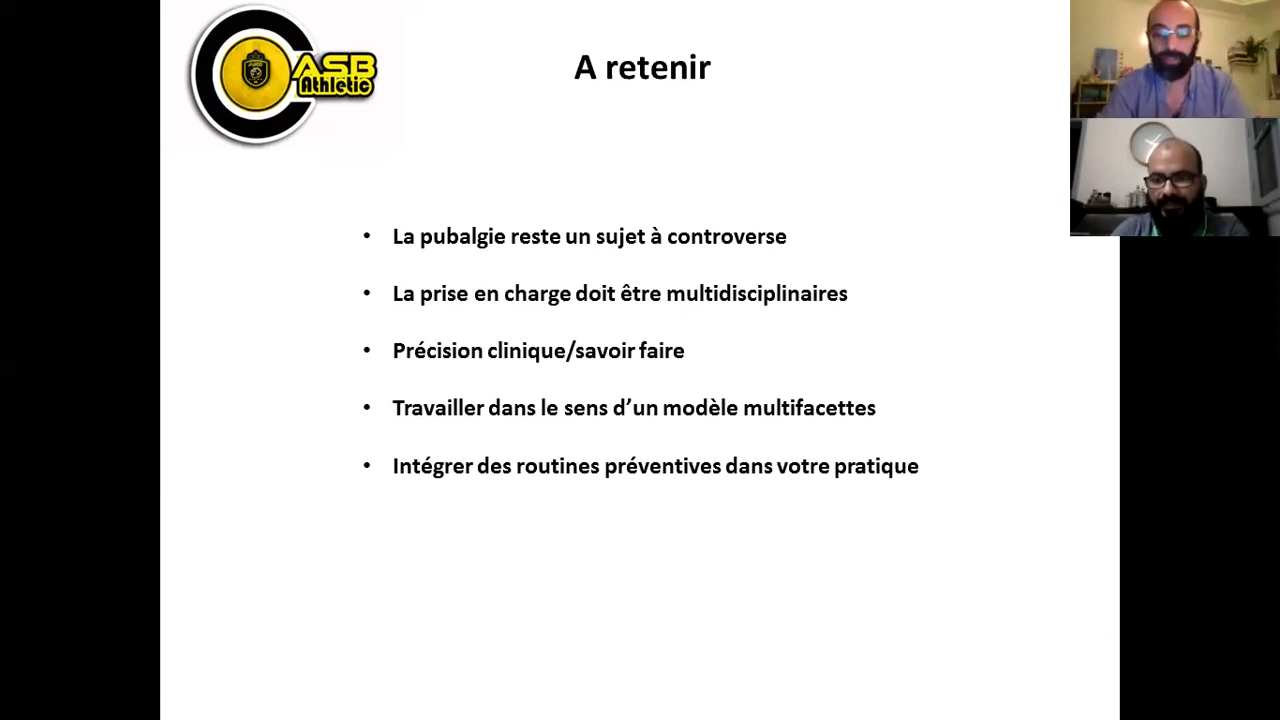 ASB
Athletic
A retenir
• La pubalgie reste un sujet à controverse
• La prise en charge doit être multidisciplinaires
• Précision clinique/savoir faire
• Travailler dans le sens d’un modèle multifacettes
• Intégrer des routines préventives dans votre pratique